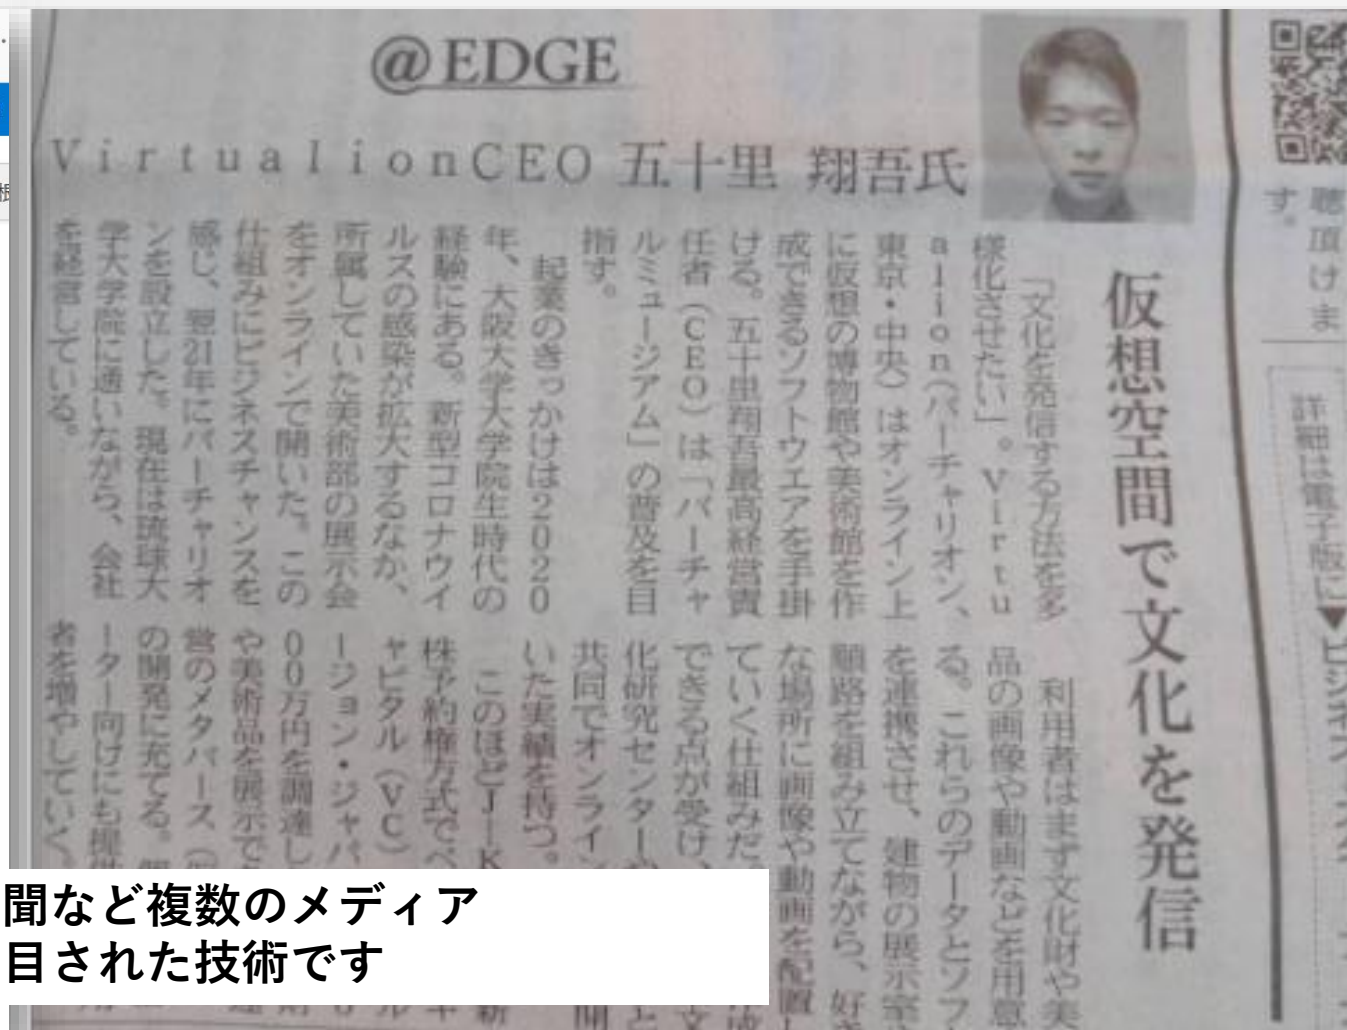 @EDGE
VirtualionCEO 五十里 翔吾氏
仮想空間で文化を発信
「文化を発信する方法を多
様化させたい」。Virtu
alion(バーチャリオン、
東京・中央)はオンライン上
に仮想の博物館や美術館を作
成できるソフトウエアを手掛
ける。五十里翔吾最高経営責
任者(CEO)は「バーチャ
ルミュージアム」の普及を目
指す。
起業のきっかけは2020
年、大阪大学大学院生時代の
経験にある。新型コロナウイ
ルスの感染が拡大するなか、
所属していた美術部の展示会
をオンラインで開いた。この
仕組みにビジネスチャンスを
感じ、翌21年にバーチャリオ
ンを設立した。現在は琉球大
学大学院に通いながら、会社
を経営している。
利用者はまず文化財や美
品の画像や動画などを用意
る。これらのデータとソフ
を連携させ、建物の展示室
順路を組み立てながら、好き
な場所に画像や動画を配置
ていく仕組みだ。
できる点が受け、
化研究センター
共同でオンライン
いた実績を持つ。
このほどJ―K
株予約権方式で
ャピタル(VC)
ージョン・ジャパ
00万円を調達し
や美術品を展示で
営のメタバース(
の開発に充てる。
ーター向けにも提供
者を増やしていく。
聴頂けま
す。
詳細は電子版に▼ビジネス
聞など複数のメディア
目された技術です